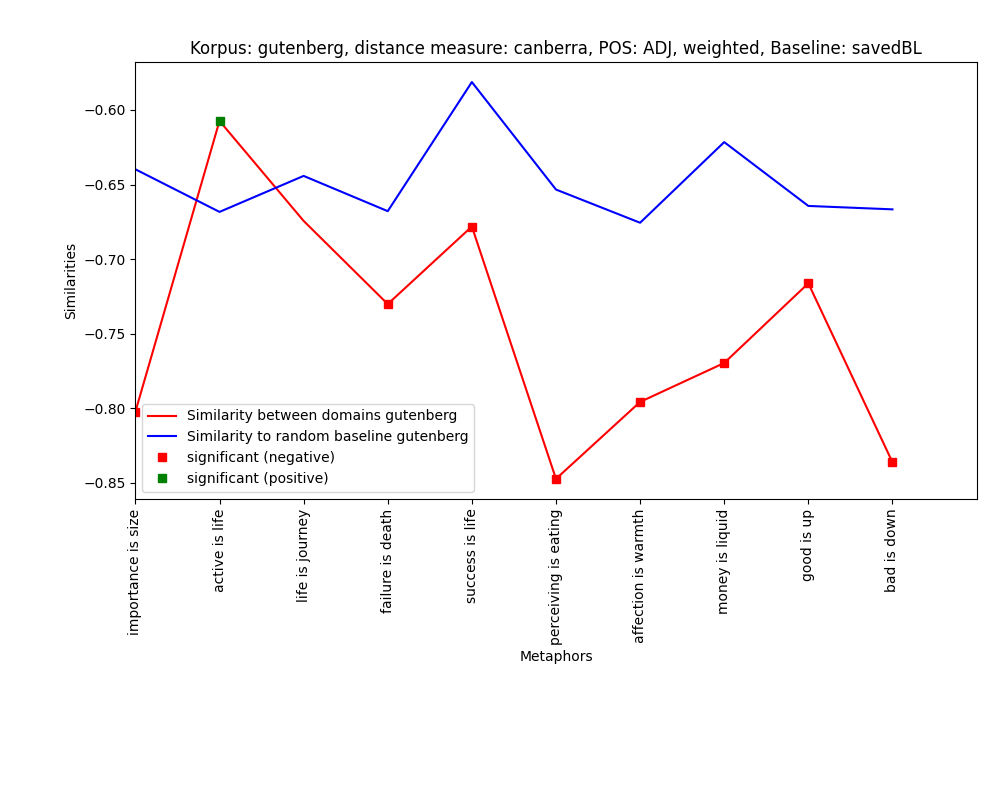 Korpus: gutenberg, distance measure: canberra, POS: ADJ, weighted, Baseline: savedBL
Similarities
−0.60
−0.65
−0.70
−0.75
−0.80
−0.85
Similarity between domains gutenberg
Similarity to random baseline gutenberg
significant (negative)
significant (positive)
importance is size
active is life
life is journey
failure is death
success is life
perceiving is eating
affection is warmth
money is liquid
good is up
bad is down
Metaphors